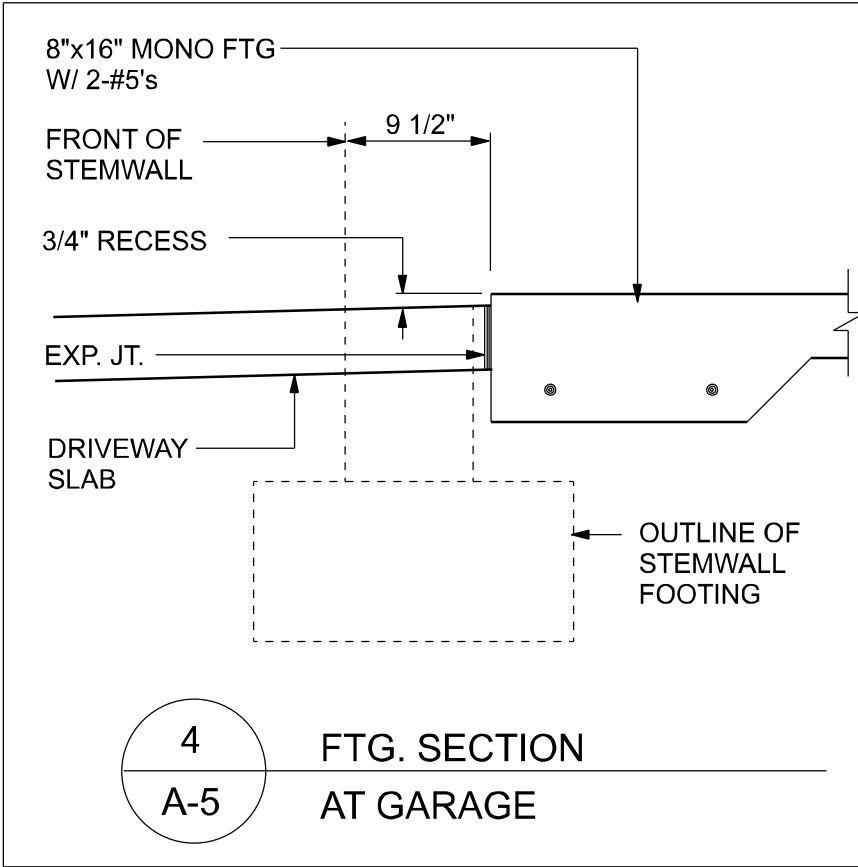 8"x16" MONO FTG
W/ 2-#5's
9 1/2"
FRONT OF
STEMWALL
3/4" RECESS
EXP. JT.
DRIVEWAY
SLAB
OUTLINE OF
STEMWALL
FOOTING
4
A-5
FTG. SECTION
AT GARAGE